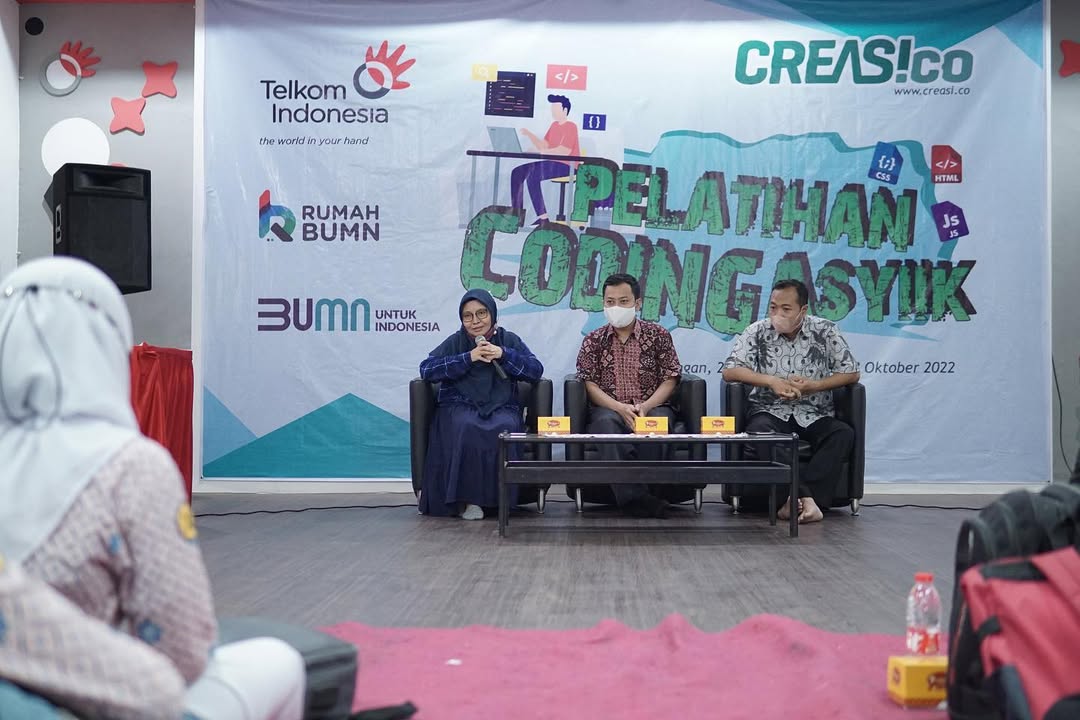 Telkom
Indonesia
the world in your hand
CREAS!co
www.creasi.co
</>
{ }
RUMAH
BUMN
BUMN UNTUK
INDONESIA
PELATIHAN
CODING ASYIIK
{;}
CSS
</>
HTML
Js
JS
Oktober 2022